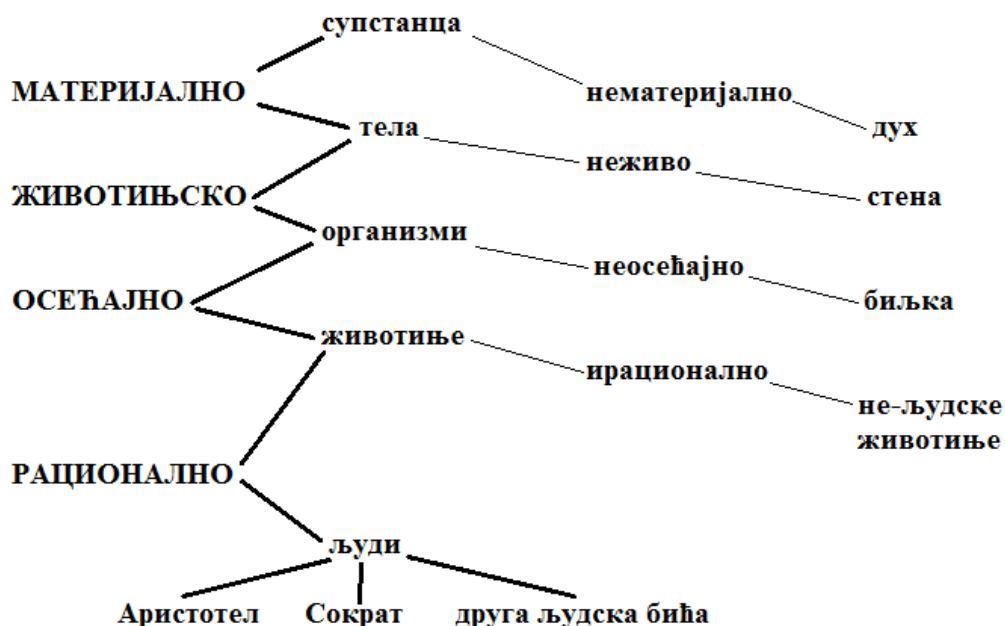 супстанца
МАТЕРИЈАЛНО
нематеријално
тела
дух
неживо
ЖИВОТИЊСКО
стена
организми
неосећајно
ОСЕЋАЈНО
биљка
животиње
ирационално
не-људске
животиње
РАЦИОНАЛНО
људи
Аристотел Сократ друга људска бића